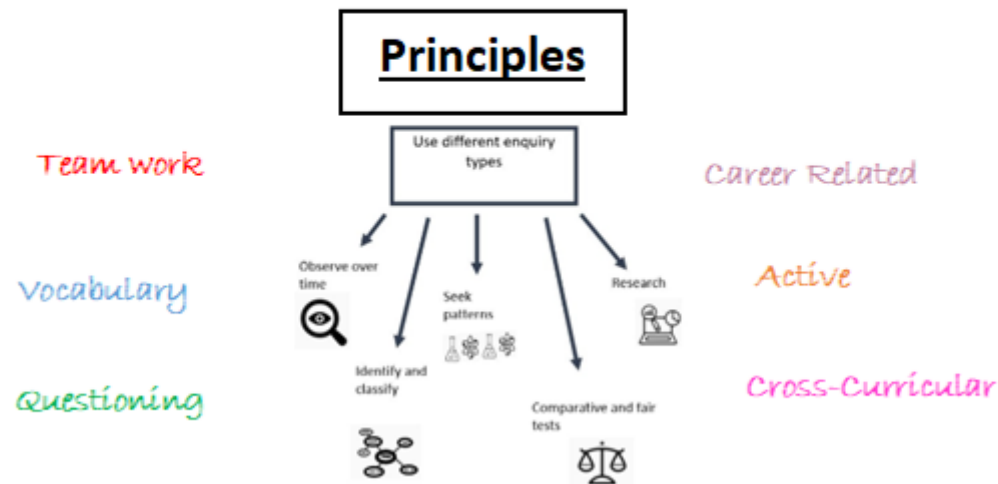 Principles
Use different enquiry
types
Team work
Career Related
Observe over
time
Research
Active
Vocabulary
Seek
patterns
Identify and
classify
Questioning
Cross-Curricular
Comparative and fair
tests